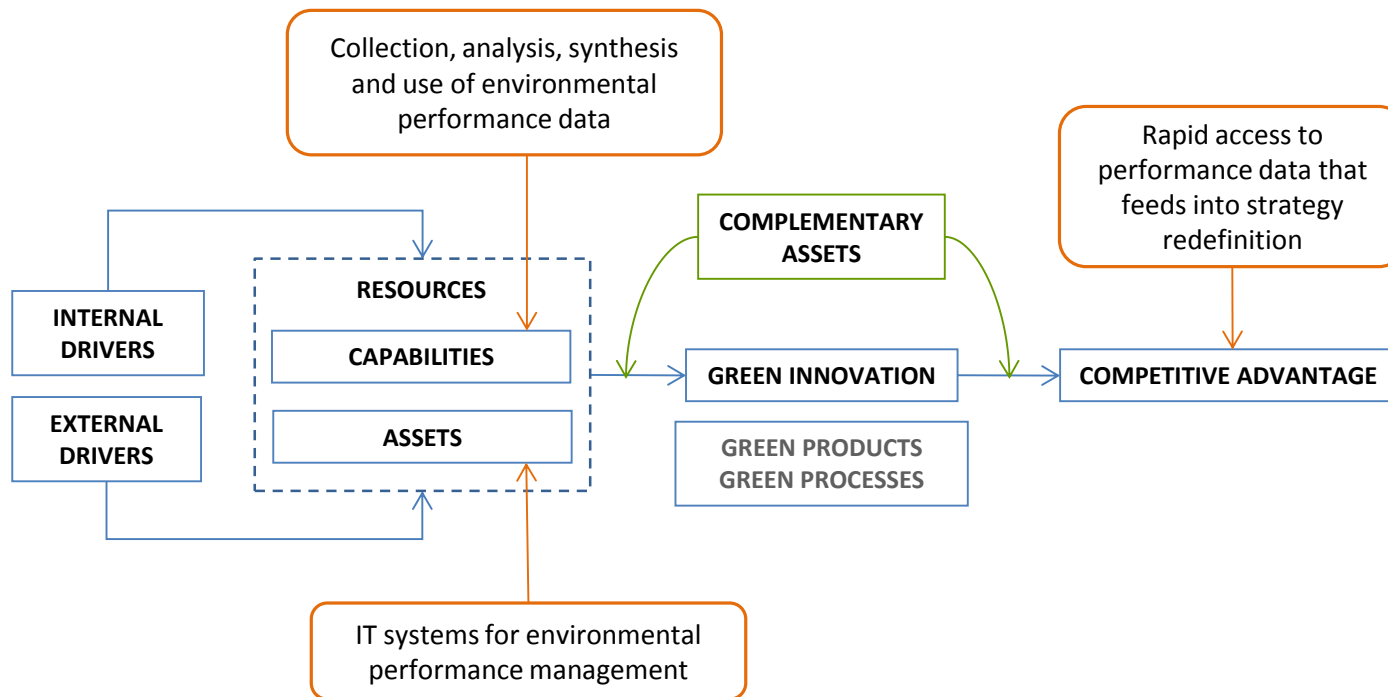 Collection, analysis, synthesis
and use of environmental
performance data
Rapid access to
performance data that
feeds into strategy
redefinition
COMPLEMENTARY
ASSETS
RESOURCES
INTERNAL
DRIVERS
CAPABILITIES
GREEN INNOVATION
COMPETITIVE ADVANTAGE
EXTERNAL
DRIVERS
ASSETS
GREEN PRODUCTS
GREEN PROCESSES
IT systems for environmental
performance management